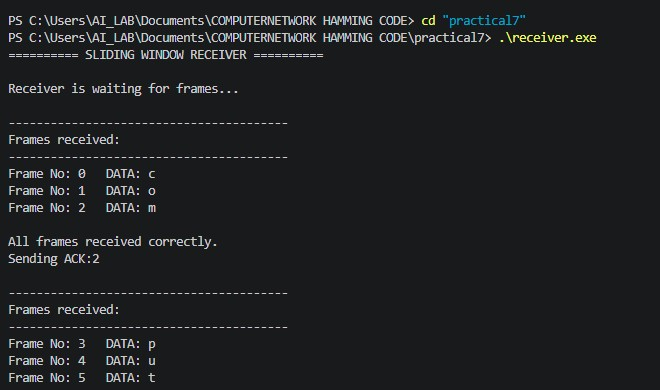 PS C:\Users\AI_LAB\Documents\COMPUTERNETWORK HAMMING CODE> cd "practical7"
PS C:\Users\AI_LAB\Documents\COMPUTERNETWORK HAMMING CODE\practical7> .\receiver.exe
========== SLIDING WINDOW RECEIVER ==========
Receiver is waiting for frames...
----------------------------------------
Frames received:
----------------------------------------
Frame No: 0   DATA: c
Frame No: 1   DATA: o
Frame No: 2   DATA: m
All frames received correctly.
Sending ACK:2
----------------------------------------
Frames received:
----------------------------------------
Frame No: 3   DATA: p
Frame No: 4   DATA: u
Frame No: 5   DATA: t